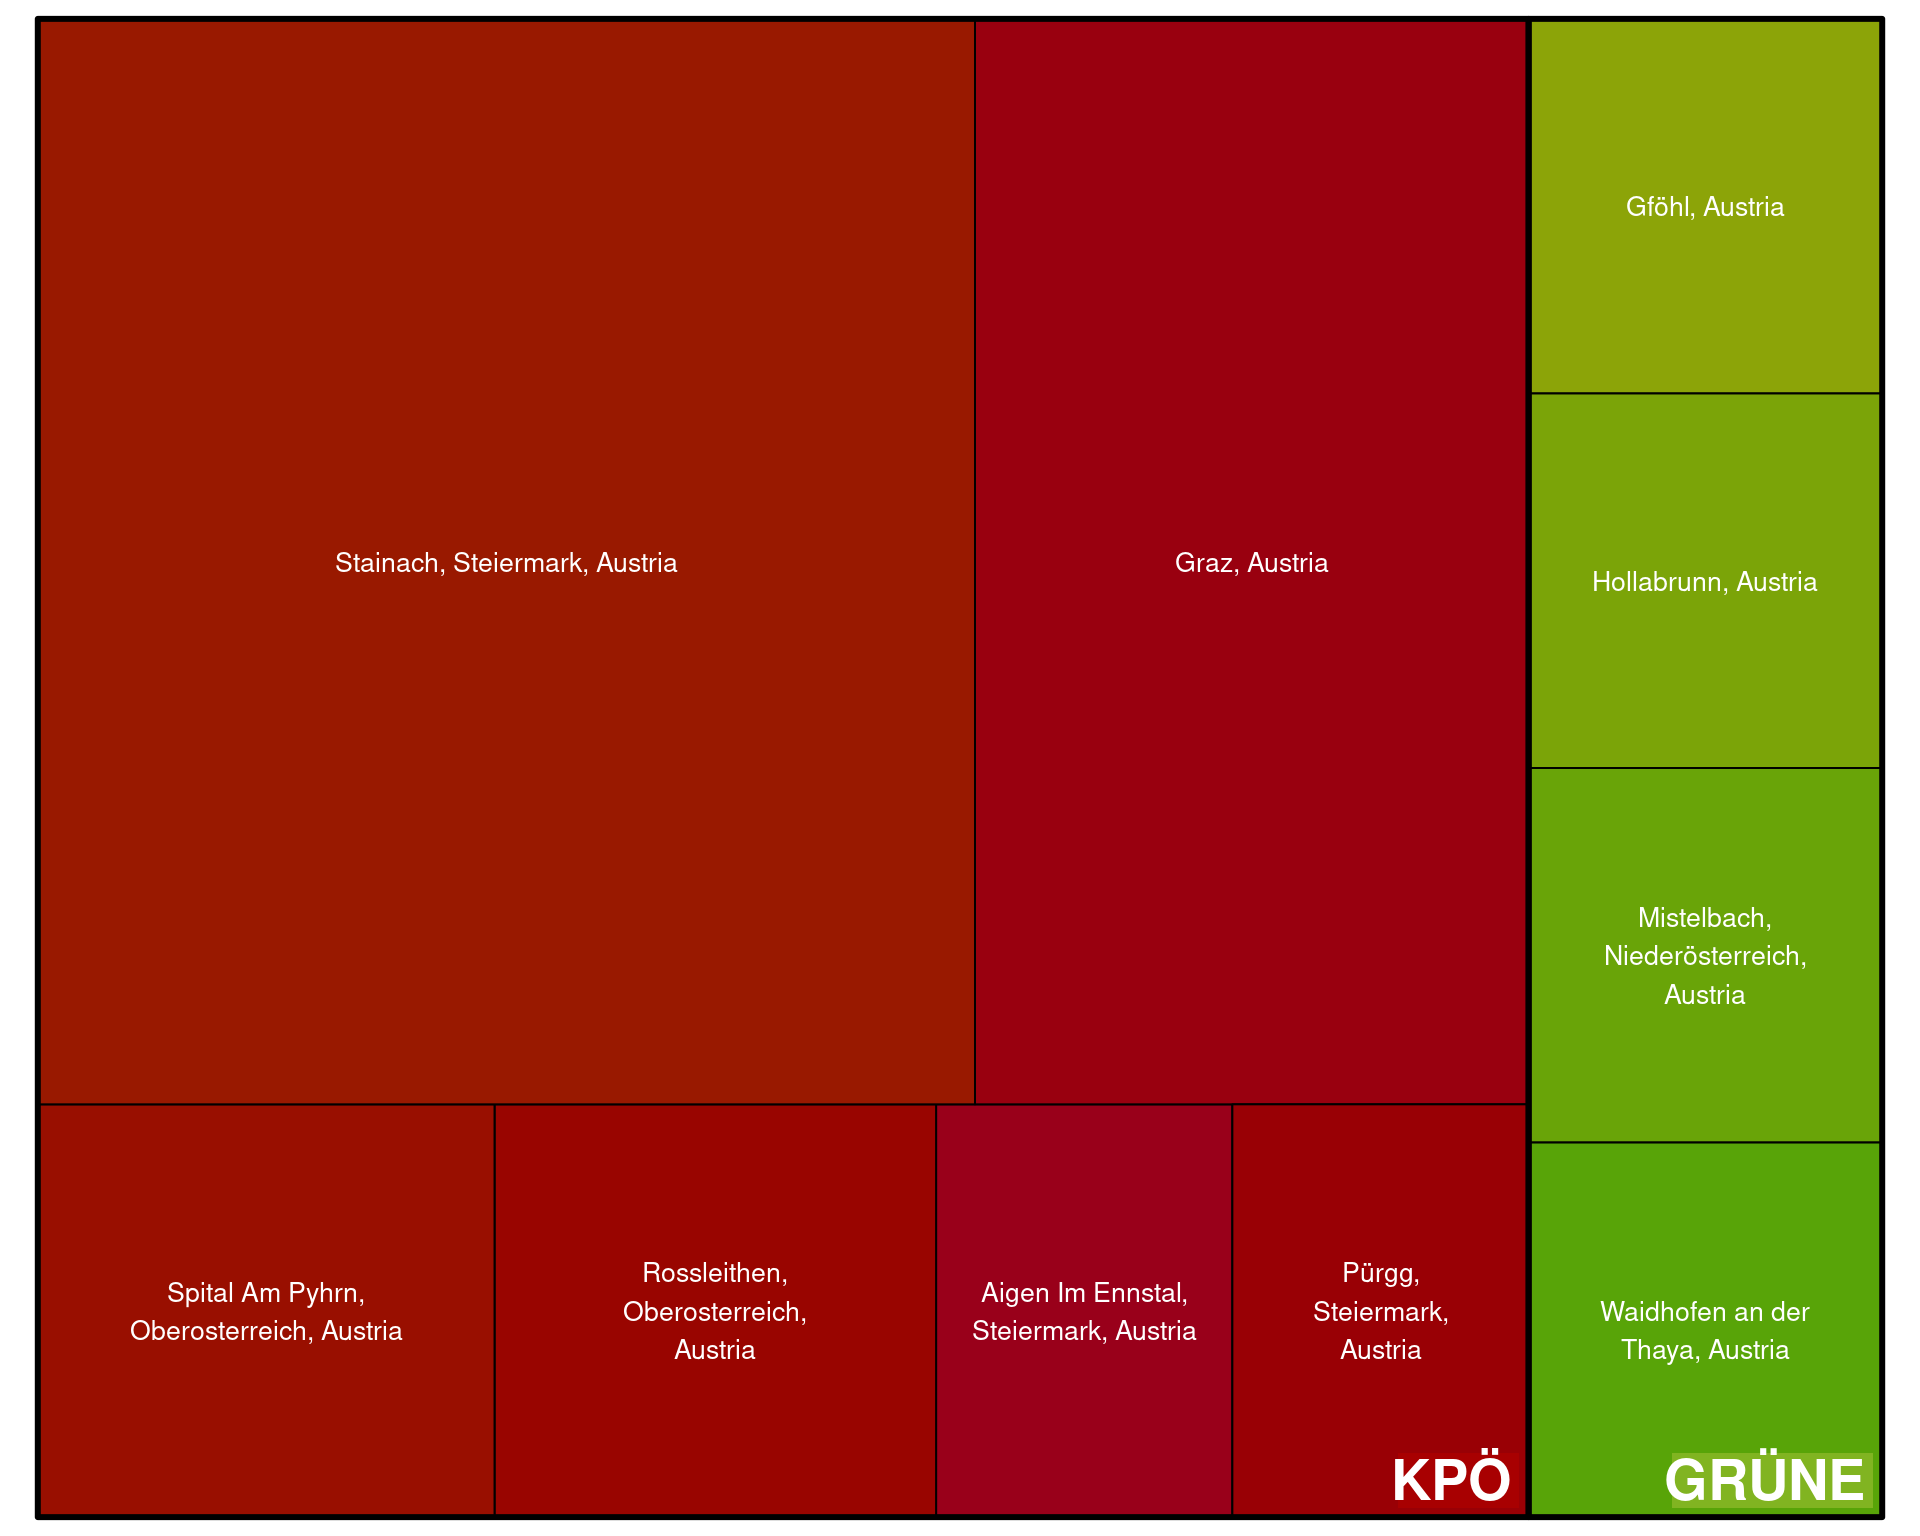 Stainach, Steiermark, Austria
Graz, Austria
Gföhl, Austria
Hollabrunn, Austria
Mistelbach,
Niederösterreich,
Austria
Spital Am Pyhrn,
Oberosterreich, Austria
Rossleithen,
Oberosterreich,
Austria
Aigen Im Ennstal,
Steiermark, Austria
Pürgg,
Steiermark,
Austria
Waidhofen an der
Thaya, Austria
KPÖ
GRÜNE